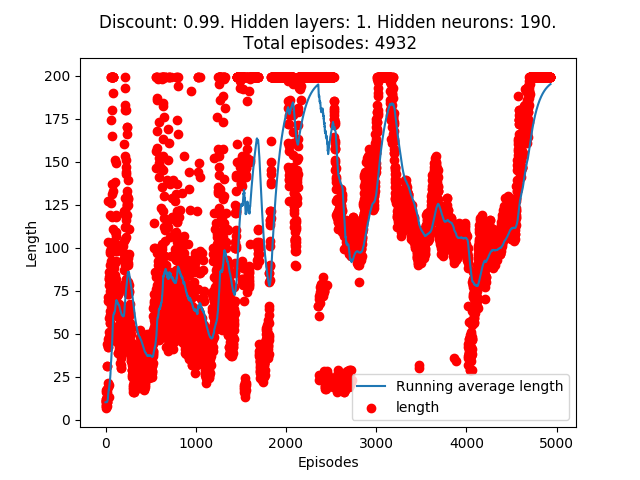 Discount: 0.99. Hidden layers: 1. Hidden neurons: 190.
Total episodes: 4932
200
175
150
125
100
75
50
25
0
Length
0
1000
2000
3000
4000
5000
Episodes
Running average length
length